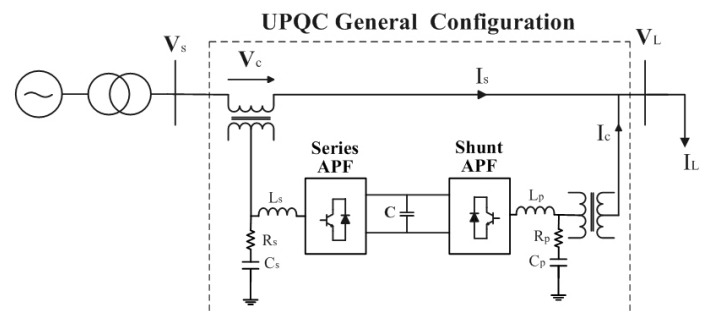 UPQC General Configuration
Vs
Vc
Is
VL
Ic
IL
Series
APF
Shunt
APF
Ls
C
Lp
Rs
Rp
Cs
Cp